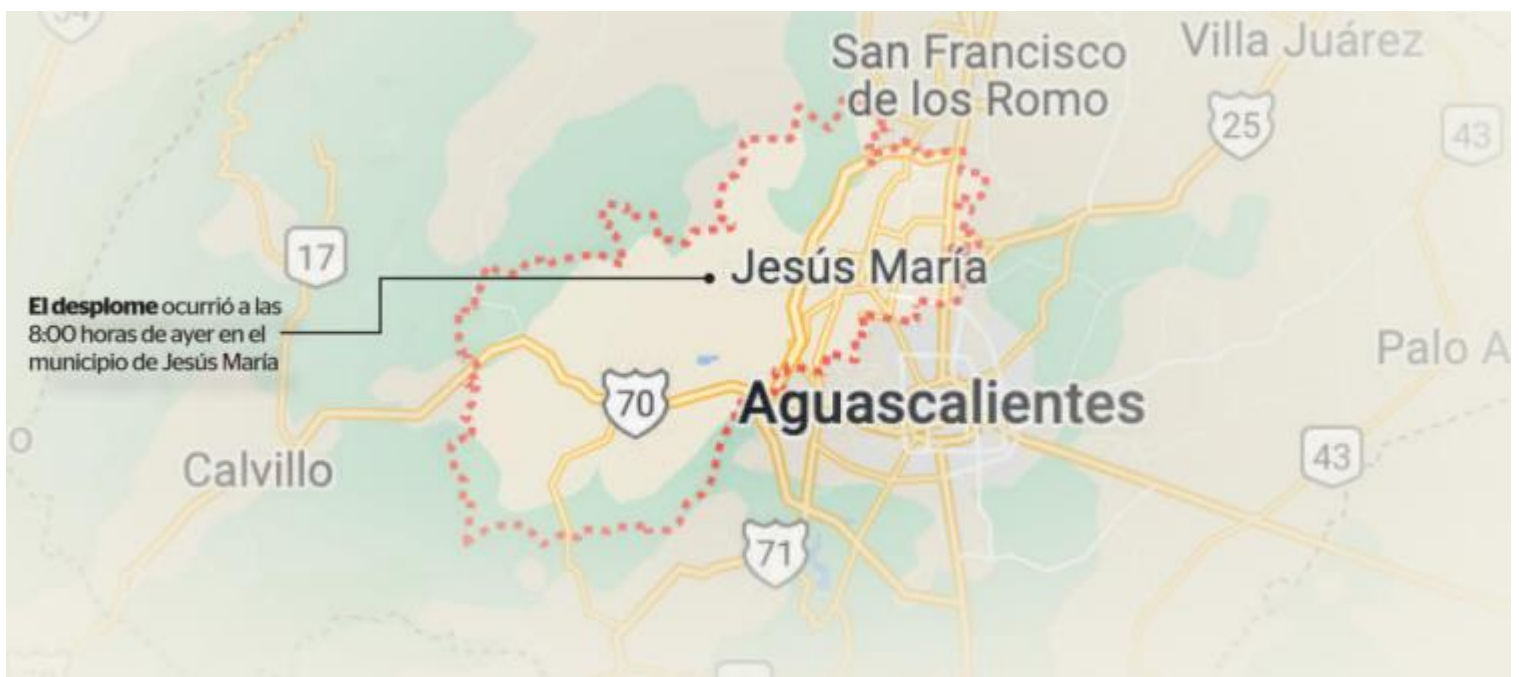 San Francisco
de los Romo
Villa Juárez
25
43
17
Jesús María
El desplome ocurrió a las
8:00 horas de ayer en el
municipio de Jesús María
Palo A
70
Aguascalientes
Calvillo
43
71